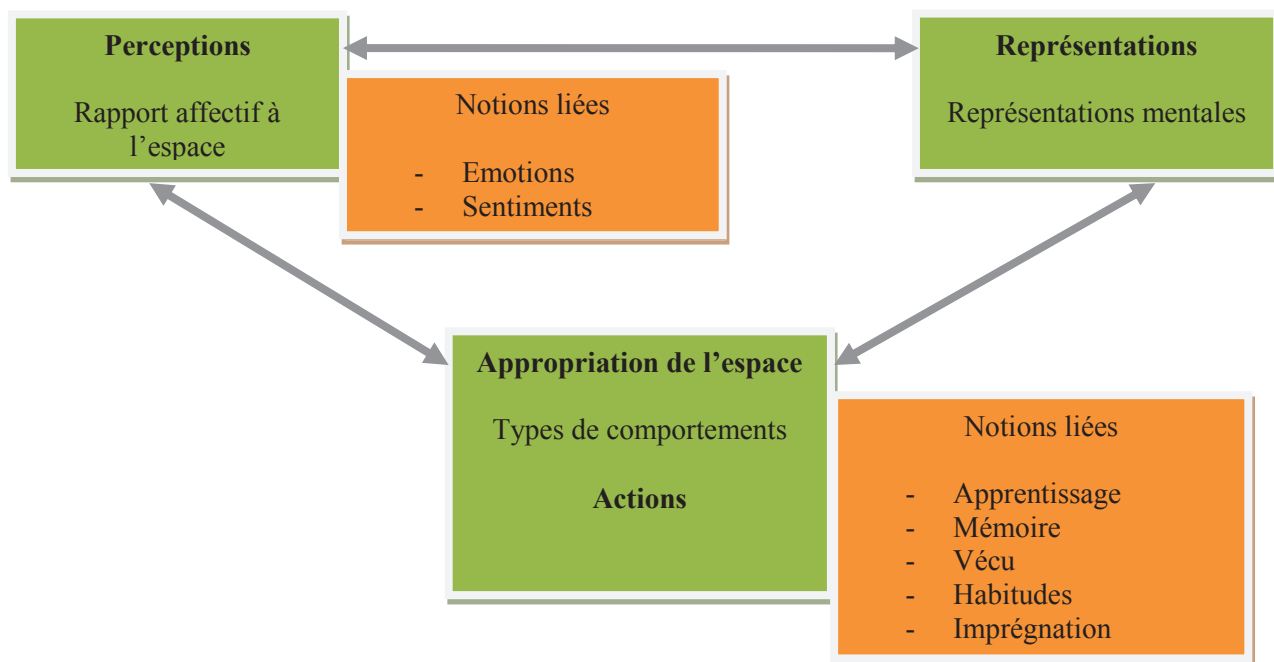 Perceptions
Rapport affectif à
l’espace
Notions liées
- Emotions
- Sentiments
Représentations
Représentations mentales
Appropriation de l’espace
Types de comportements
Actions
Notions liées
- Apprentissage
- Mémoire
- Vécu
- Habitudes
- Imprégnation